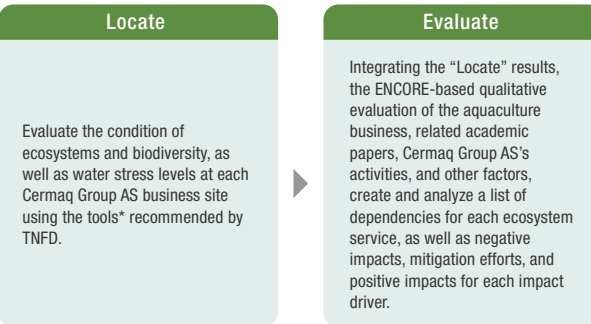 Locate
Evaluate the condition of
ecosystems and biodiversity, as
well as water stress levels at each
Cermaq Group AS business site
using the tools* recommended by
TNFD.
Evaluate
Integrating the “Locate” results,
the ENCORE-based qualitative
evaluation of the aquaculture
business, related academic
papers, Cermaq Group AS’s
activities, and other factors,
create and analyze a list of
dependencies for each ecosystem
service, as well as negative
impacts, mitigation efforts, and
positive impacts for each impact
driver.